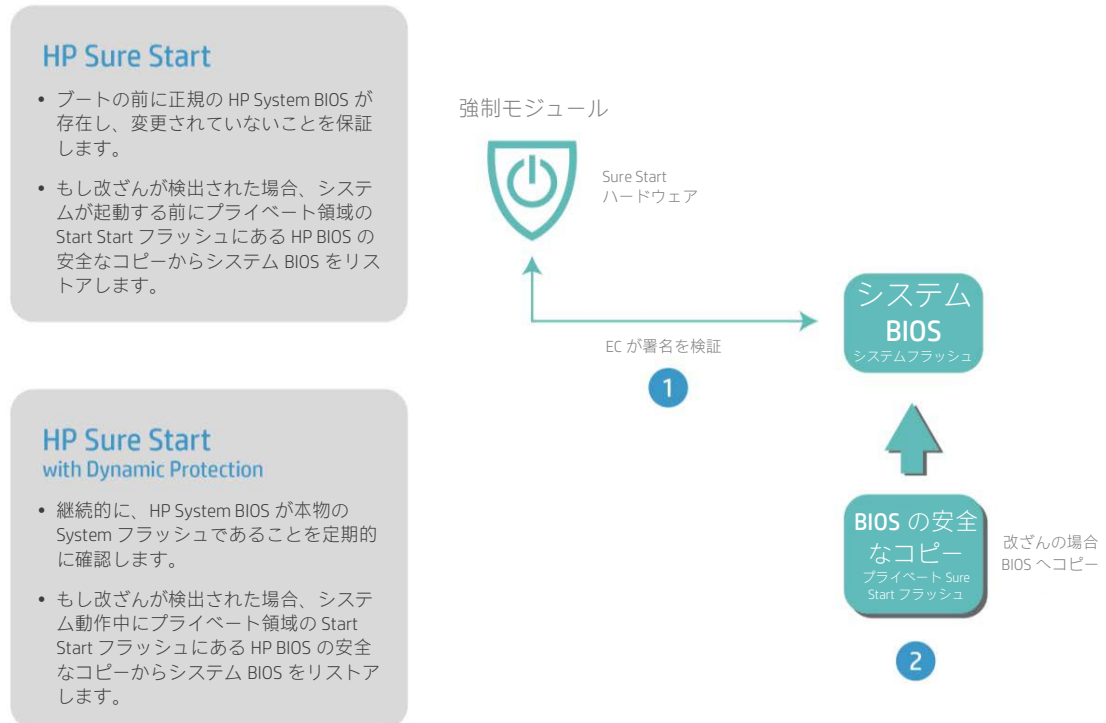 HP Sure Start
• ブートの前に正規の HP System BIOS が
存在し、変更されていないことを保証
します。
• もし改ざんが検出された場合、システ
ムが起動する前にプライベート領域の
Start Start フラッシュにある HP BIOS の
安全なコピーからシステム BIOS をリス
トアします。
HP Sure Start
with Dynamic Protection
• 継続的に、HP System BIOS が本物の
System フラッシュであることを定期的
に確認します。
• もし改ざんが検出された場合、システ
ム動作中にプライベート領域の Start
Start フラッシュにある HP BIOS の安全
なコピーからシステム BIOS をリストア
します。
強制モジュール
Sure Start
ハードウェア
EC が署名を検証
1
システム
BIOS
システムフラッシュ
BIOS の安全
なコピー
プライベート Sure
Start フラッシュ
改ざんの場合
BIOS へコピー
2